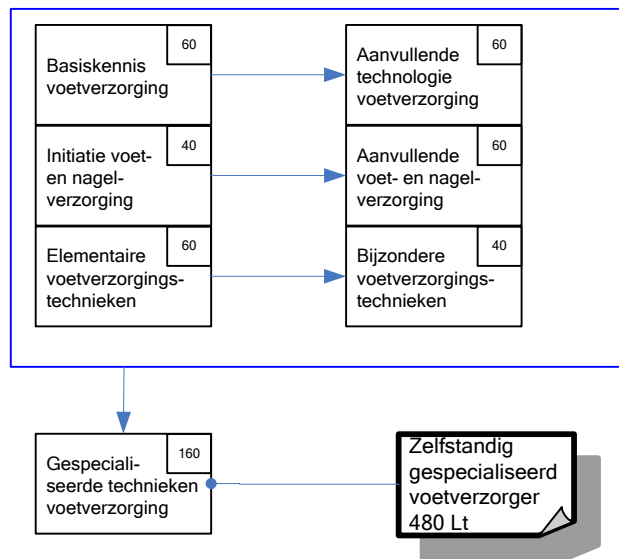 60
Basiskennis
voetverzorging
60
Aanvullende
technologie
voetverzorging
40
Initiatie voet-
en nagel-
verzorging
60
Aanvullende
voet- en nagel-
verzorging
60
Elementaire
voetverzorgings-
technieken
40
Bijzondere
voetverzorgings-
technieken
160
Gespeciali-
seerde technieken
voetverzorging
Zelfstandig
gespecialiseerd
voetverzorger
480 Lt